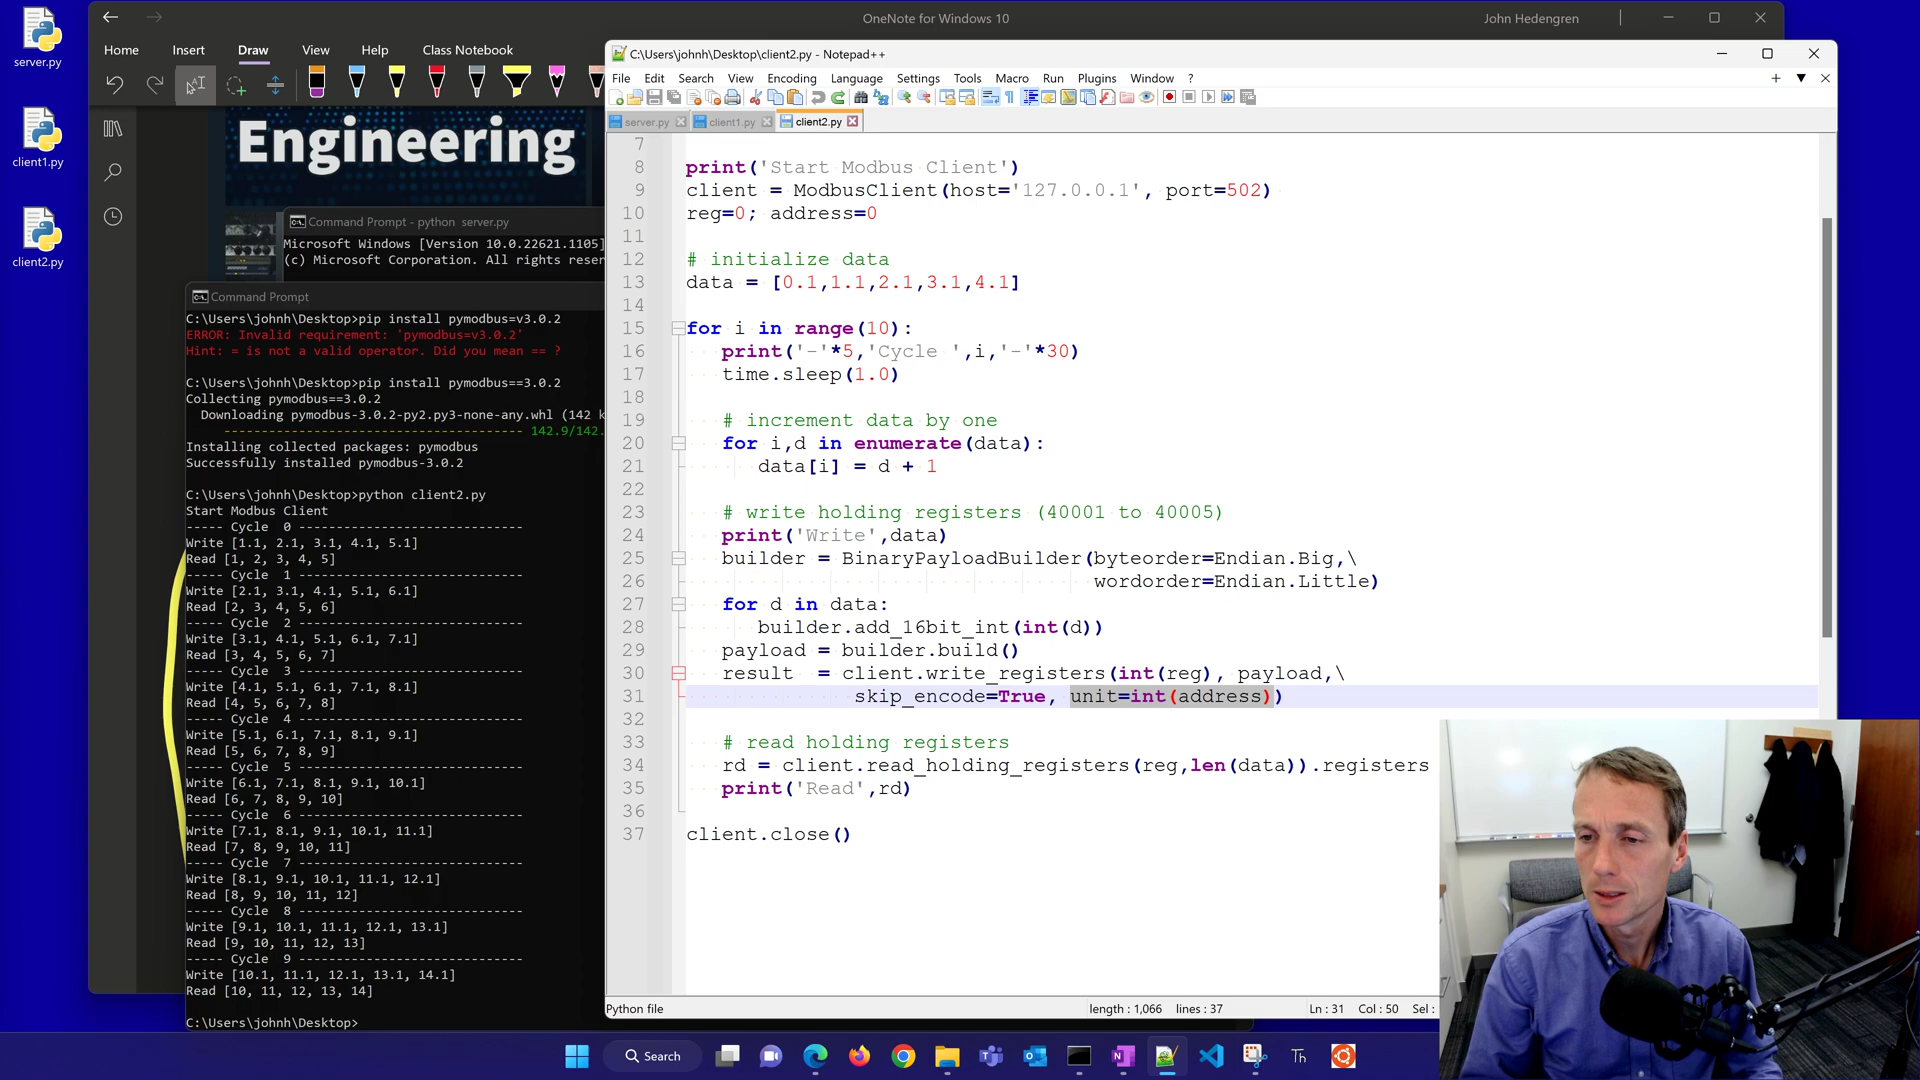 server.py
client1.py
client2.py
OneNote for Windows 10
John Hedengren
Home Insert Draw View Help Class Notebook
Engineering
Command Prompt - python server.py
Microsoft Windows [Version 10.0.22621.1105]
(c) Microsoft Corporation. All rights reser
Command Prompt
C:\Users\johnh\Desktop>pip install pymodbus=v3.0.2
ERROR: Invalid requirement: 'pymodbus=v3.0.2'
Hint: = is not a valid operator. Did you mean == ?
C:\Users\johnh\Desktop>pip install pymodbus==3.0.2
Collecting pymodbus==3.0.2
Downloading pymodbus-3.0.2-py2.py3-none-any.whl (142 k
---------------------------------------- 142.9/142.
Installing collected packages: pymodbus
Successfully installed pymodbus-3.0.2
C:\Users\johnh\Desktop>python client2.py
Start Modbus Client
----- Cycle  0 ------------------------------
Write [1.1, 2.1, 3.1, 4.1, 5.1]
Read [1, 2, 3, 4, 5]
----- Cycle  1 ------------------------------
Write [2.1, 3.1, 4.1, 5.1, 6.1]
Read [2, 3, 4, 5, 6]
----- Cycle  2 ------------------------------
Write [3.1, 4.1, 5.1, 6.1, 7.1]
Read [3, 4, 5, 6, 7]
----- Cycle  3 ------------------------------
Write [4.1, 5.1, 6.1, 7.1, 8.1]
Read [4, 5, 6, 7, 8]
----- Cycle  4 ------------------------------
Write [5.1, 6.1, 7.1, 8.1, 9.1]
Read [5, 6, 7, 8, 9]
----- Cycle  5 ------------------------------
Write [6.1, 7.1, 8.1, 9.1, 10.1]
Read [6, 7, 8, 9, 10]
----- Cycle  6 ------------------------------
Write [7.1, 8.1, 9.1, 10.1, 11.1]
Read [7, 8, 9, 10, 11]
----- Cycle  7 ------------------------------
Write [8.1, 9.1, 10.1, 11.1, 12.1]
Read [8, 9, 10, 11, 12]
----- Cycle  8 ------------------------------
Write [9.1, 10.1, 11.1, 12.1, 13.1]
Read [9, 10, 11, 12, 13]
----- Cycle  9 ------------------------------
Write [10.1, 11.1, 12.1, 13.1, 14.1]
Read [10, 11, 12, 13, 14]
C:\Users\johnh\Desktop>
C:\Users\johnh\Desktop\client2.py - Notepad++
File Edit Search View Encoding Language Settings Tools Macro Run Plugins Window ?
server.py client1.py client2.py
7
8 print('Start Modbus Client')
9 client = ModbusClient(host='127.0.0.1', port=502)
10 reg=0; address=0
11
12 # initialize data
13 data = [0.1,1.1,2.1,3.1,4.1]
14
15 for i in range(10):
16 print('-'*5,'Cycle ',i,'-'*30)
17 time.sleep(1.0)
18
19 # increment data by one
20 for i,d in enumerate(data):
21 data[i] = d + 1
22
23 # write holding registers (40001 to 40005)
24 print('Write',data)
25 builder = BinaryPayloadBuilder(byteorder=Endian.Big,\
26 wordorder=Endian.Little)
27 for d in data:
28 builder.add_16bit_int(int(d))
29 payload = builder.build()
30 result  = client.write_registers(int(reg), payload,\
31 skip_encode=True, unit=int(address))
32
33 # read holding registers
34 rd = client.read_holding_registers(reg,len(data)).registers
35 print('Read',rd)
36
37 client.close()
Python file length : 1,066 lines : 37 Ln : 31 Col : 50 Sel :
Search
Th